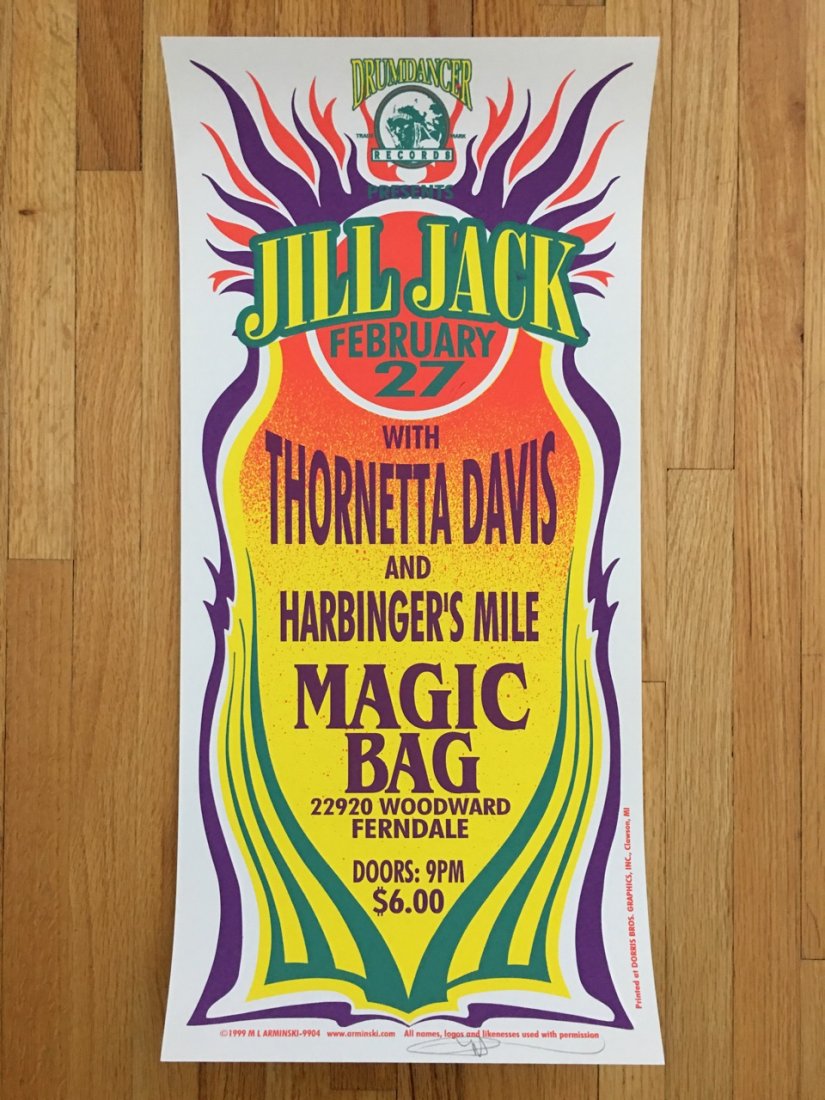 DRUMDANCER
TRADE MARK
RECORDS
PRESENTS
JILL JACK
FEBRUARY
27
WITH
THORNETTA DAVIS
AND
HARBINGER'S MILE
MAGIC
BAG
22920 WOODWARD
FERNDALE
DOORS: 9PM
$6.00
Printed at DORRIS BROS. GRAPHICS, INC., Clawson, MI
©1999 M L ARMINSKI-9904 www.arminski.com All names, logos and likenesses used with permission